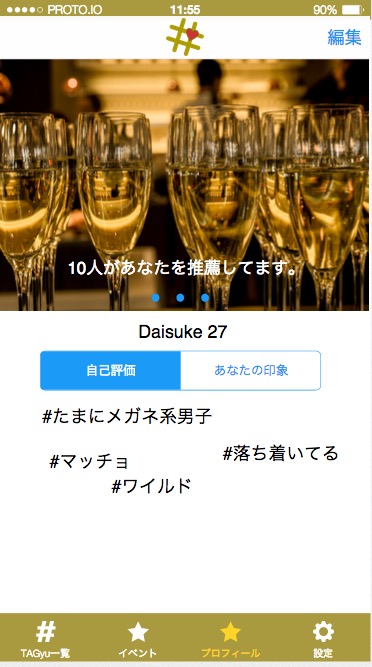 PROTO.IO 11:55 90%
編集
10人があなたを推薦してます。
Daisuke 27
自己評価 あなたの印象
#たまにメガネ系男子
#落ち着いてる
#マッチョ
#ワイルド
TAGyu一覧 イベント プロフィール 設定